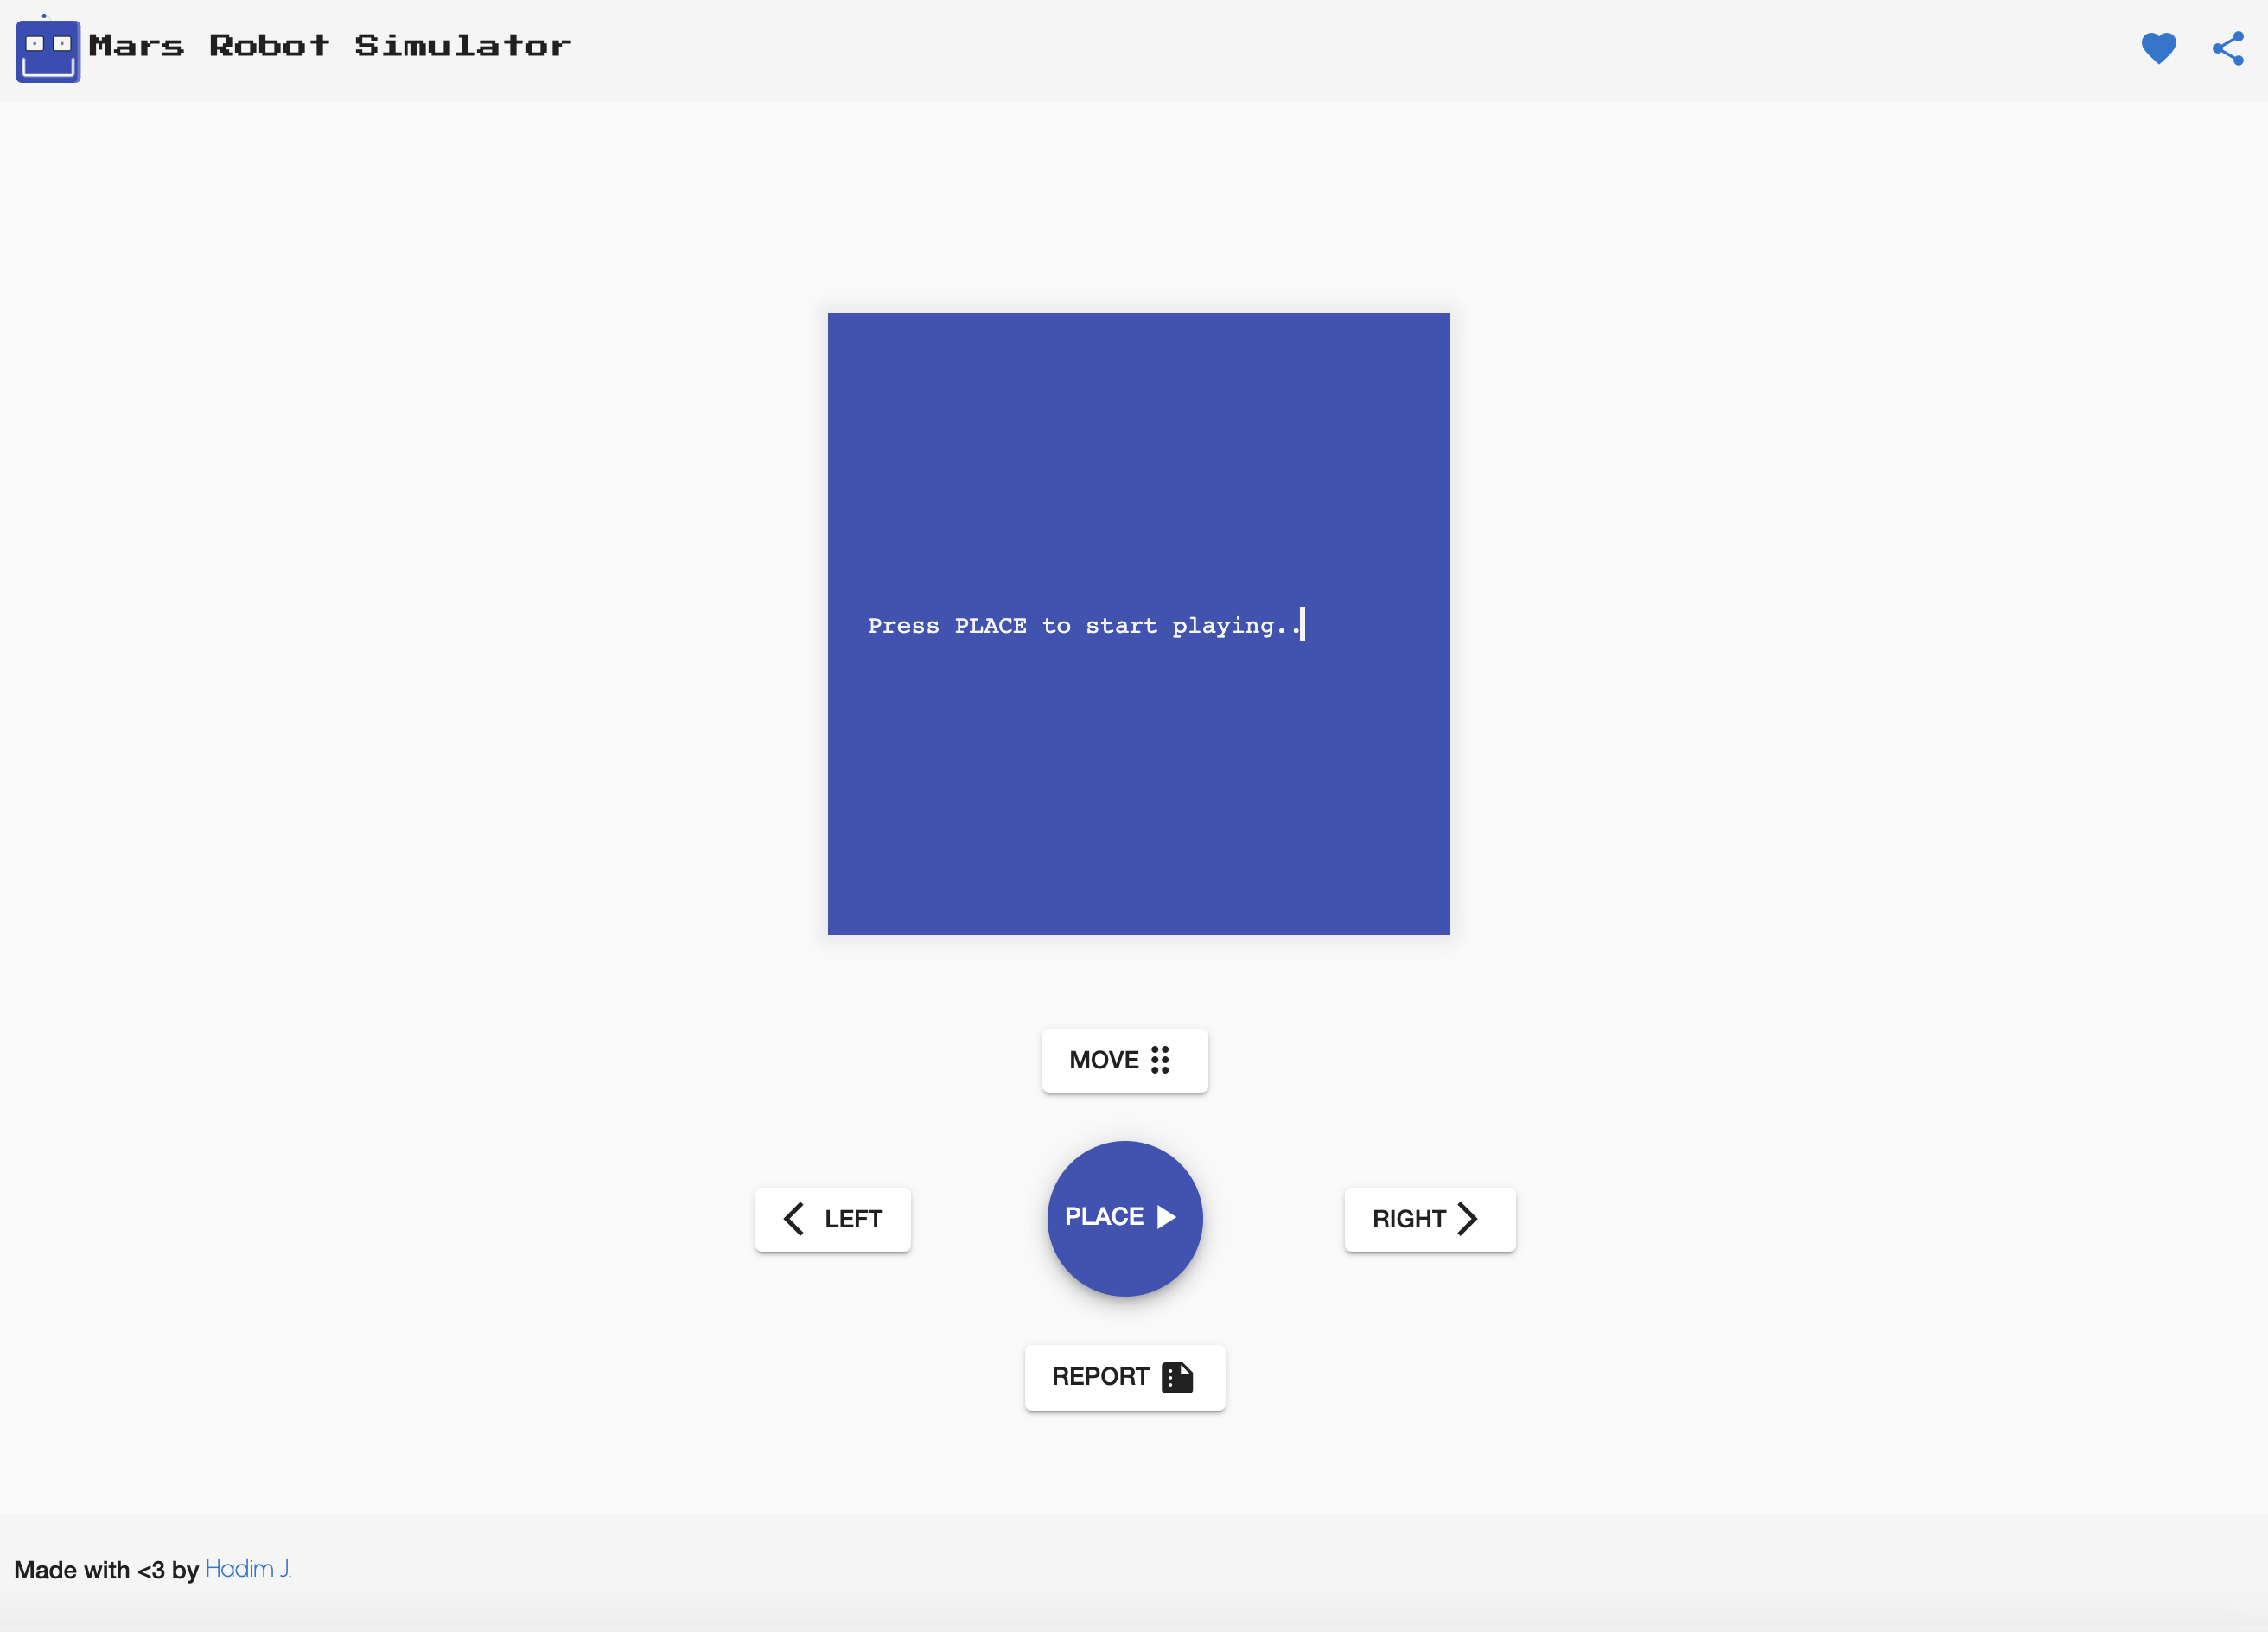 Mars Robot Simulator
Press PLACE to start playing..
MOVE
LEFT
PLACE
RIGHT
REPORT
Made with <3 by Hadim J.